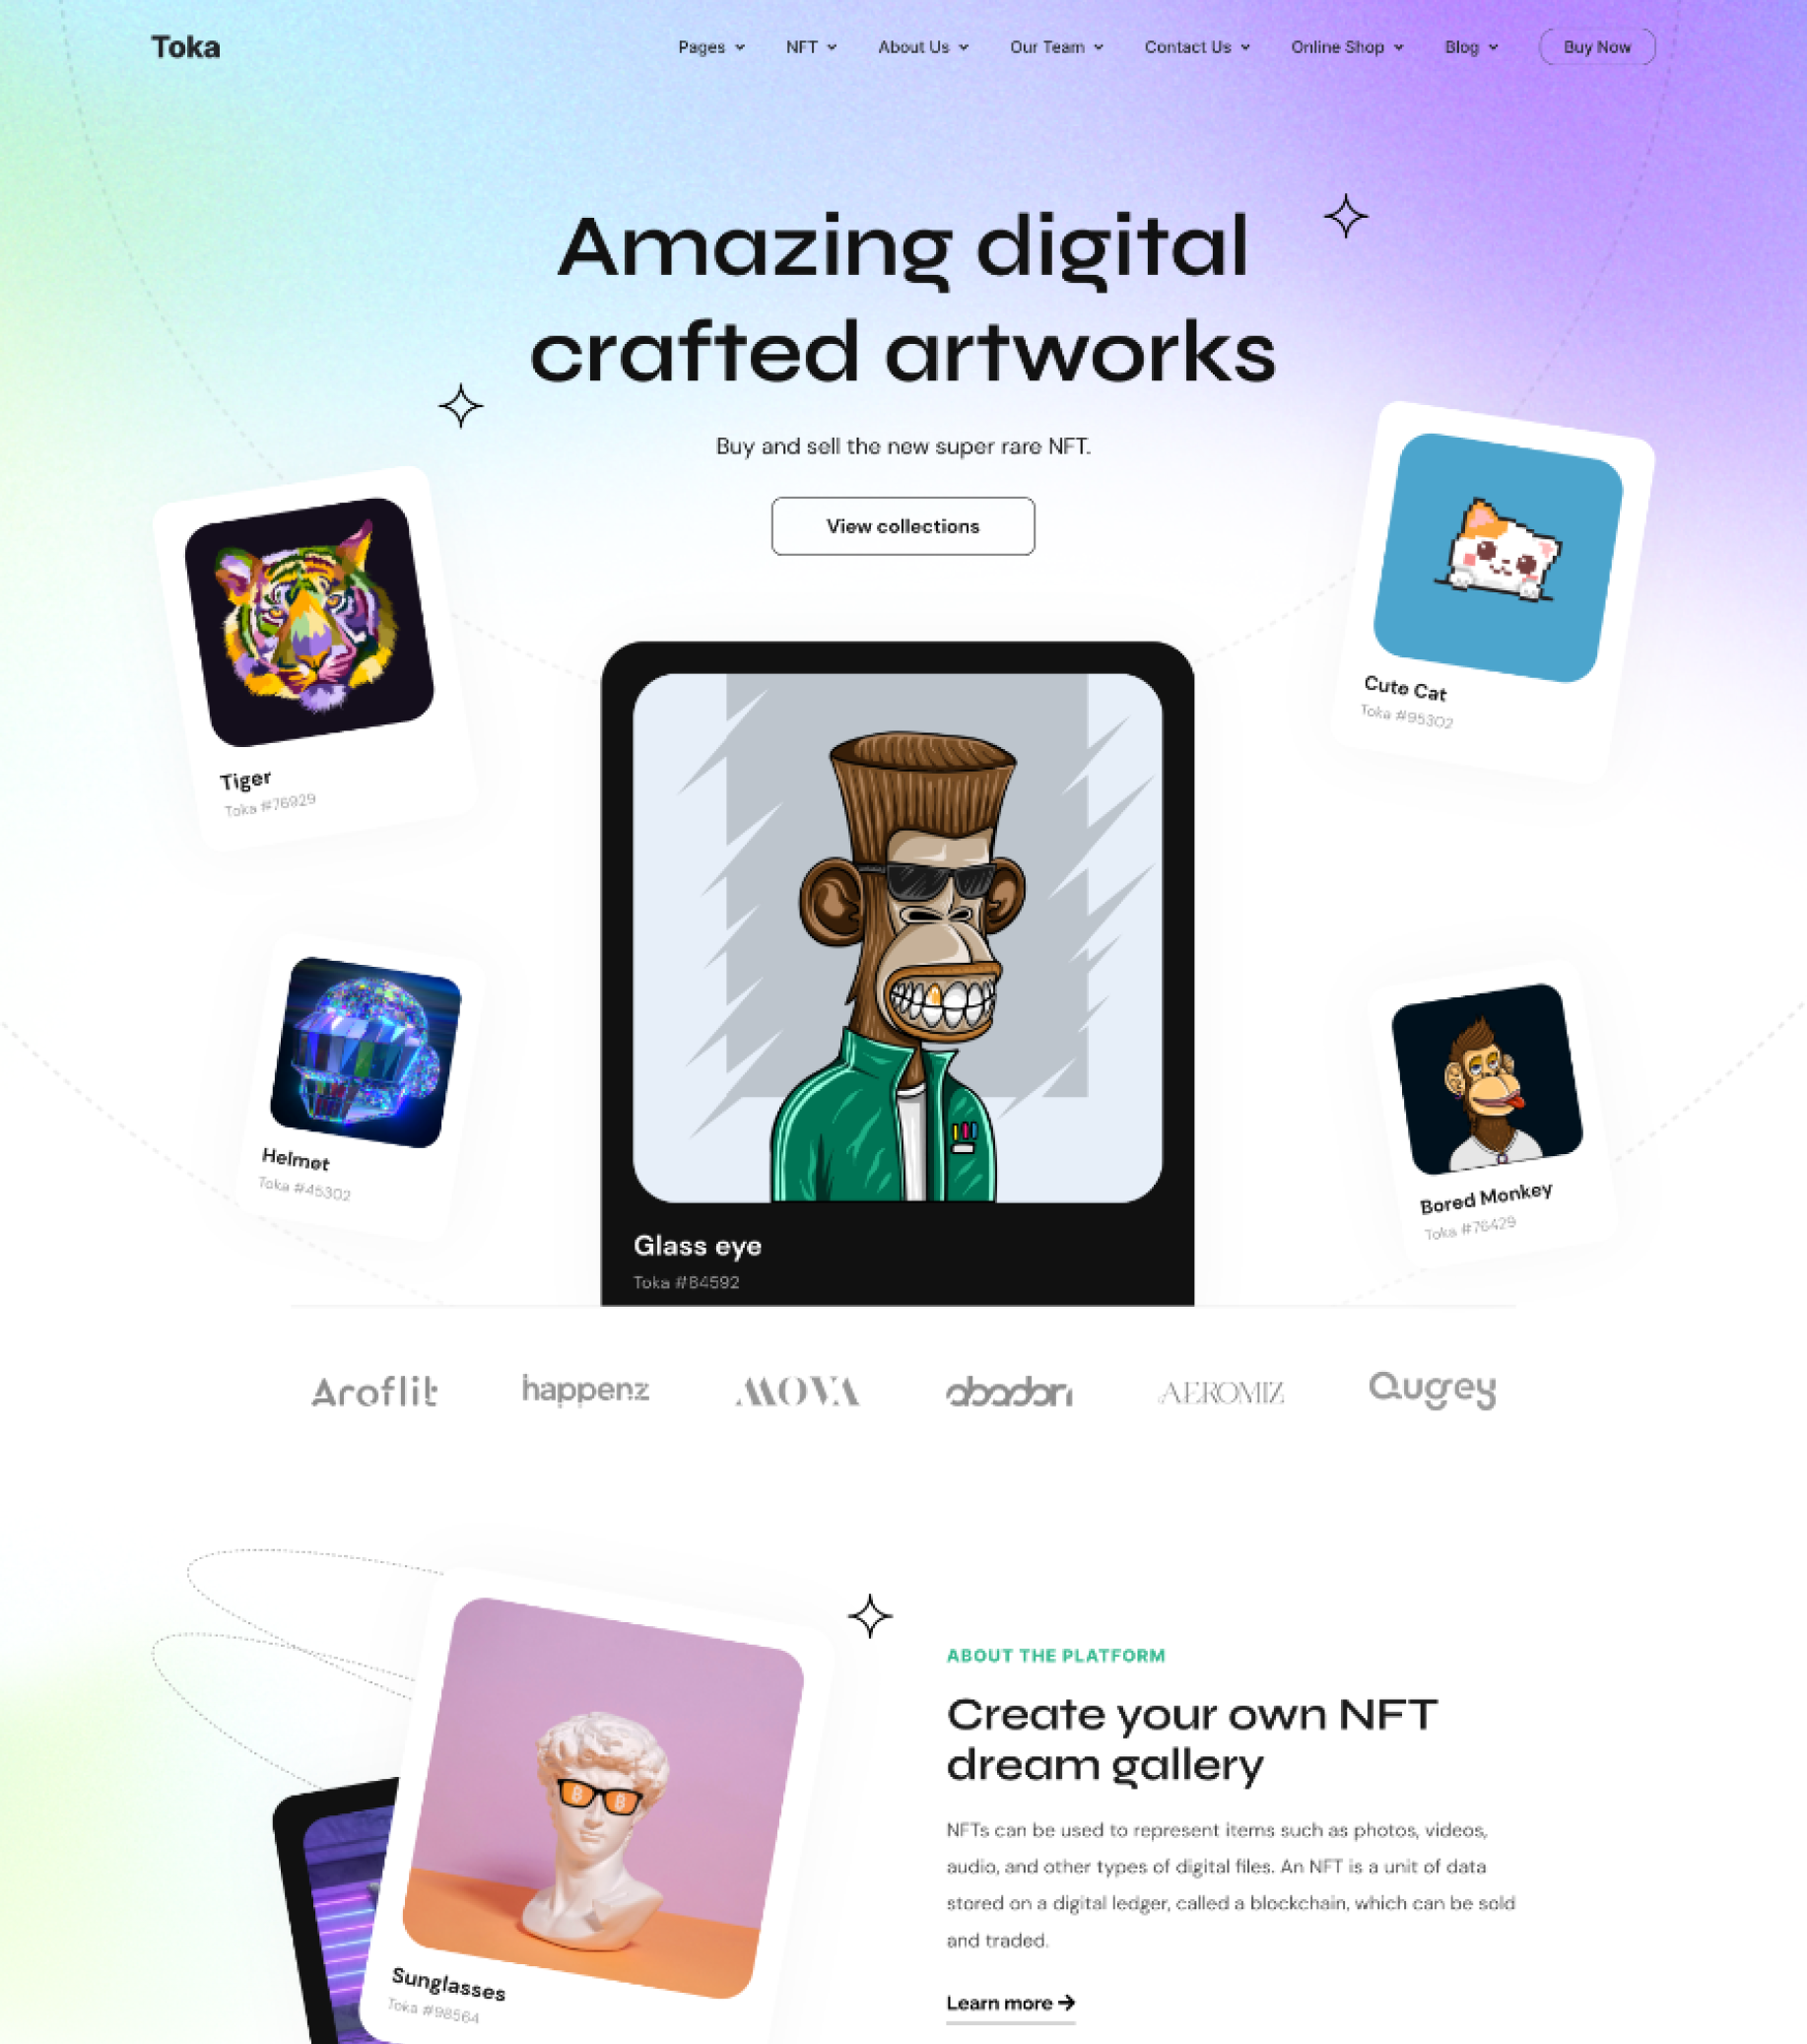 Toka
Pages
NFT
About Us
Our Team
Contact Us
Online Shop
Blog
Buy Now
Amazing digital
crafted artworks
Buy and sell the new super rare NFT.
View collections
Tiger
Toka #76929
Cute Cat
Toka #95302
Helmet
Toka #45302
Glass eye
Toka #84592
Bored Monkey
Toka #76429
Aroflit
happenz
MOVA
abadan
AEROMIZ
Qugrey
ABOUT THE PLATFORM
Create your own NFT
dream gallery
NFTs can be used to represent items such as photos, videos,
audio, and other types of digital files. An NFT is a unit of data
stored on a digital ledger, called a blockchain, which can be sold
and traded.
Learn more →
Sunglasses
Toka #98564